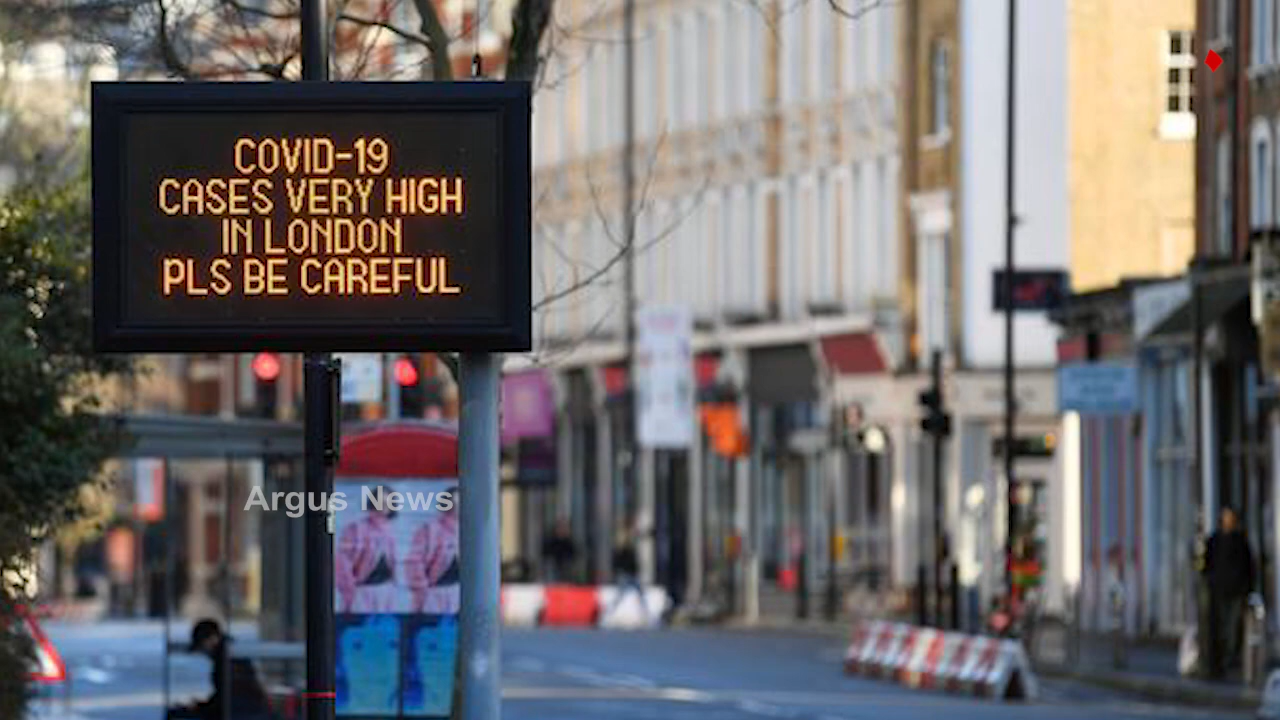 COVID-19
CASES VERY HIGH
IN LONDON
PLS BE CAREFUL
Argus News